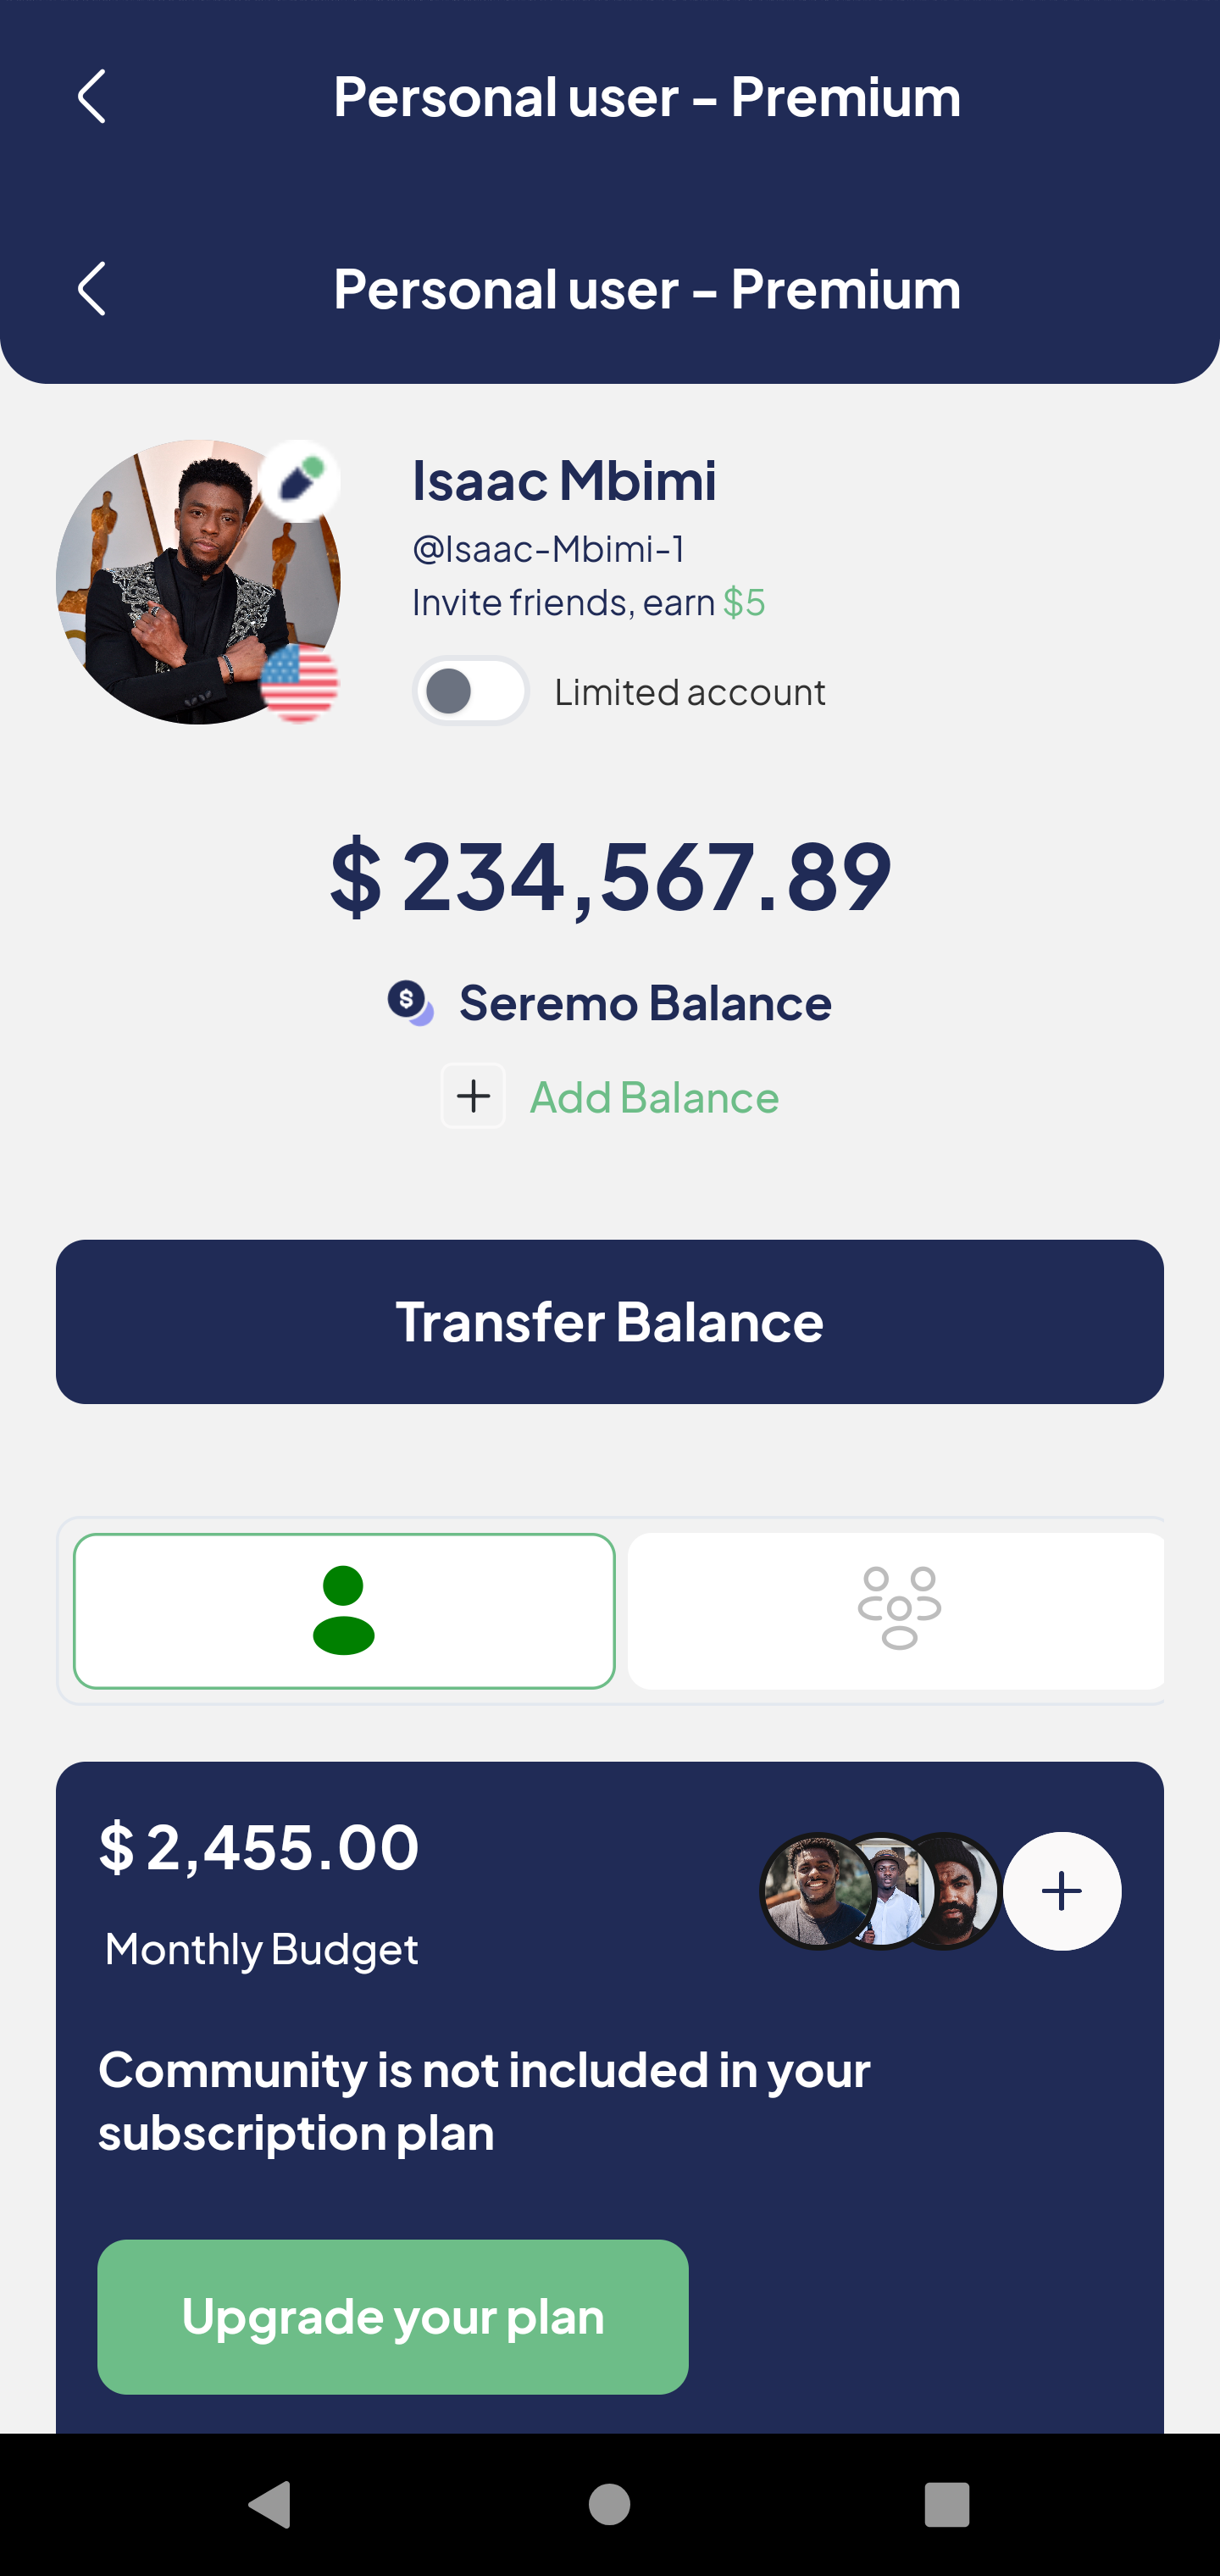 Personal user - Premium
Personal user - Premium
Isaac Mbimi
@Isaac-Mbimi-1
Invite friends, earn $5
Limited account
$ 234,567.89
$ Seremo Balance
+ Add Balance
Transfer Balance
$ 2,455.00
Monthly Budget
Community is not included in your
subscription plan
Upgrade your plan